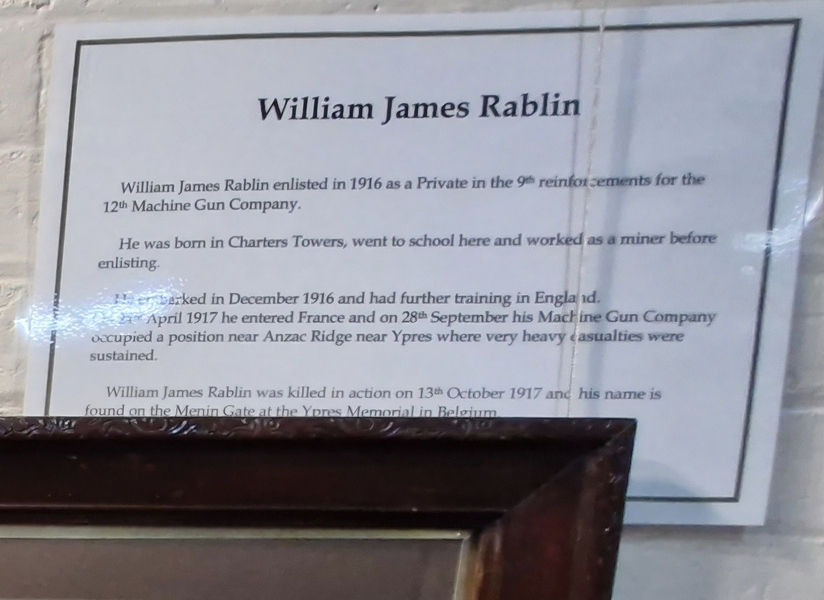 William James Rablin
William James Rablin enlisted in 1916 as a Private in the 9th reinforcements for the
12th Machine Gun Company.
He was born in Charters Towers, went to school here and worked as a miner before
enlisting.
He embarked in December 1916 and had further training in England.
April 1917 he entered France and on 28th September his Machine Gun Company
occupied a position near Anzac Ridge near Ypres where very heavy casualties were
sustained.
William James Rablin was killed in action on 13th October 1917 and his name is
found on the Menin Gate at the Ypres Memorial in Belgium.